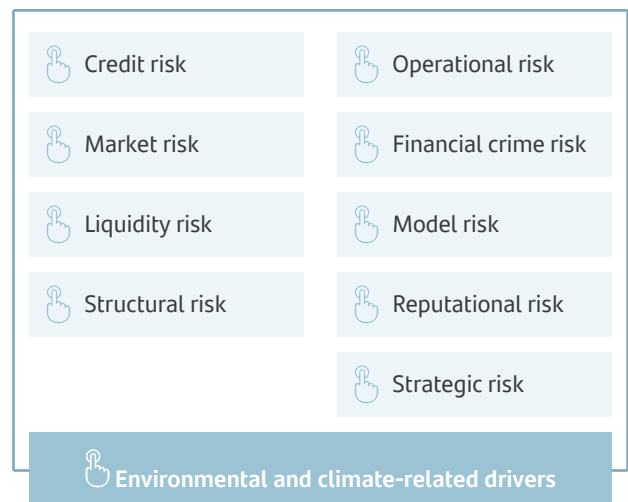 Credit risk
Operational risk
Market risk
Financial crime risk
Liquidity risk
Model risk
Structural risk
Reputational risk
Strategic risk
Environmental and climate-related drivers